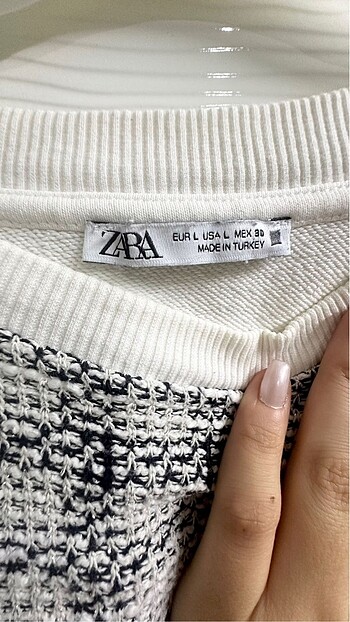 ZARA
EUR L USA L MEX 30
MADE IN TURKEY